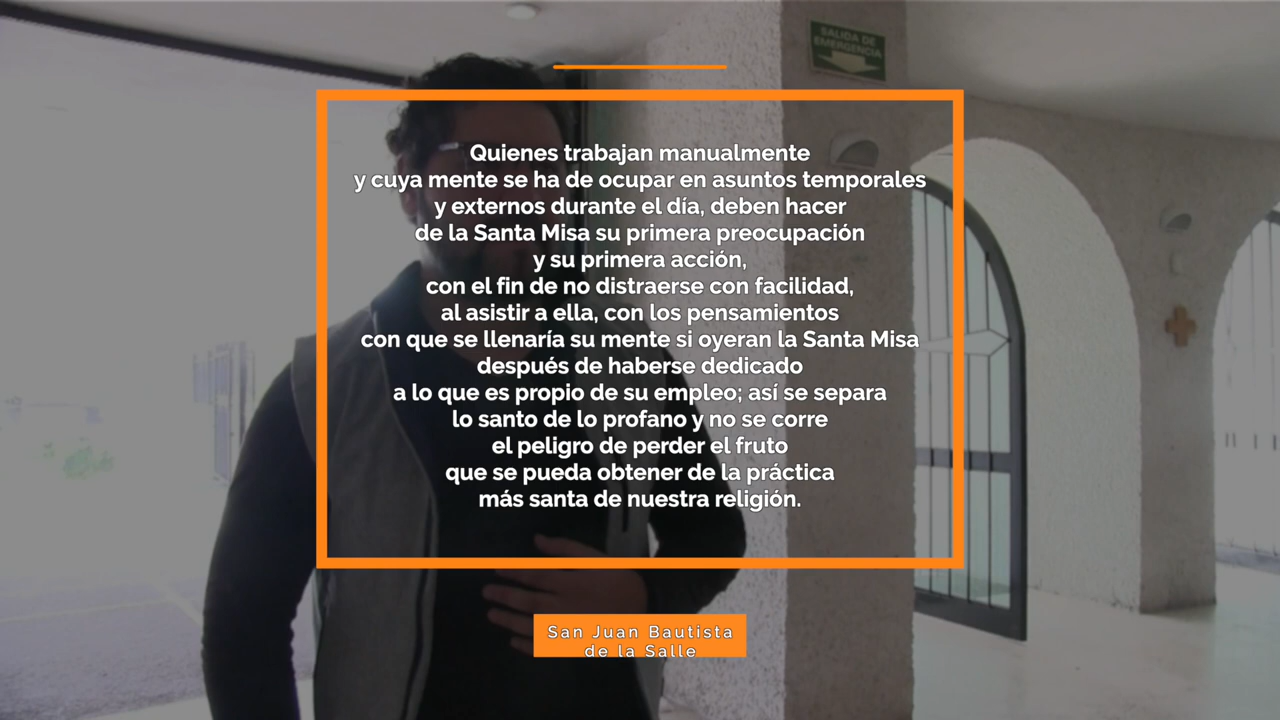 SALIDA DE
EMERGENCIA
Quienes trabajan manualmente
y cuya mente se ha de ocupar en asuntos temporales
y externos durante el día, deben hacer
de la Santa Misa su primera preocupación
y su primera acción,
con el fin de no distraerse con facilidad,
al asistir a ella, con los pensamientos
con que se llenaría su mente si oyeran la Santa Misa
después de haberse dedicado
a lo que es propio de su empleo; así se separa
lo santo de lo profano y no se corre
el peligro de perder el fruto
que se pueda obtener de la práctica
más santa de nuestra religión.
San Juan Bautista
de la Salle